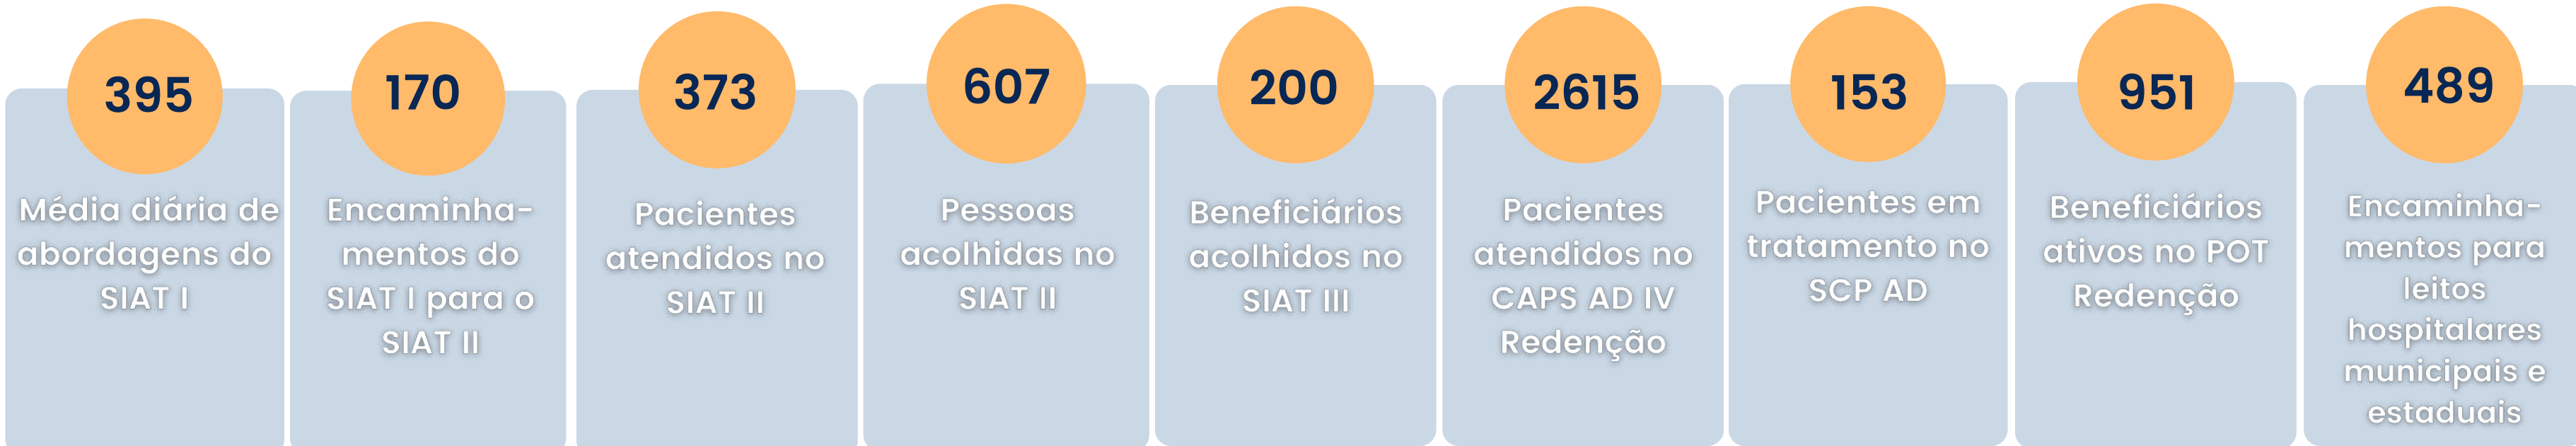 395
Média diária de
abordagens do
SIAT I
170
Encaminha-
mentos do
SIAT I para o
SIAT II
373
Pacientes
atendidos no
SIAT II
607
Pessoas
acolhidas no
SIAT II
200
Beneficiários
acolhidos no
SIAT III
2615
Pacientes
atendidos no
CAPS AD IV
Redenção
153
Pacientes em
tratamento no
SCP AD
951
Beneficiários
ativos no POT
Redenção
489
Encaminha-
mentos para
leitos
hospitalares
municipais e
estaduais